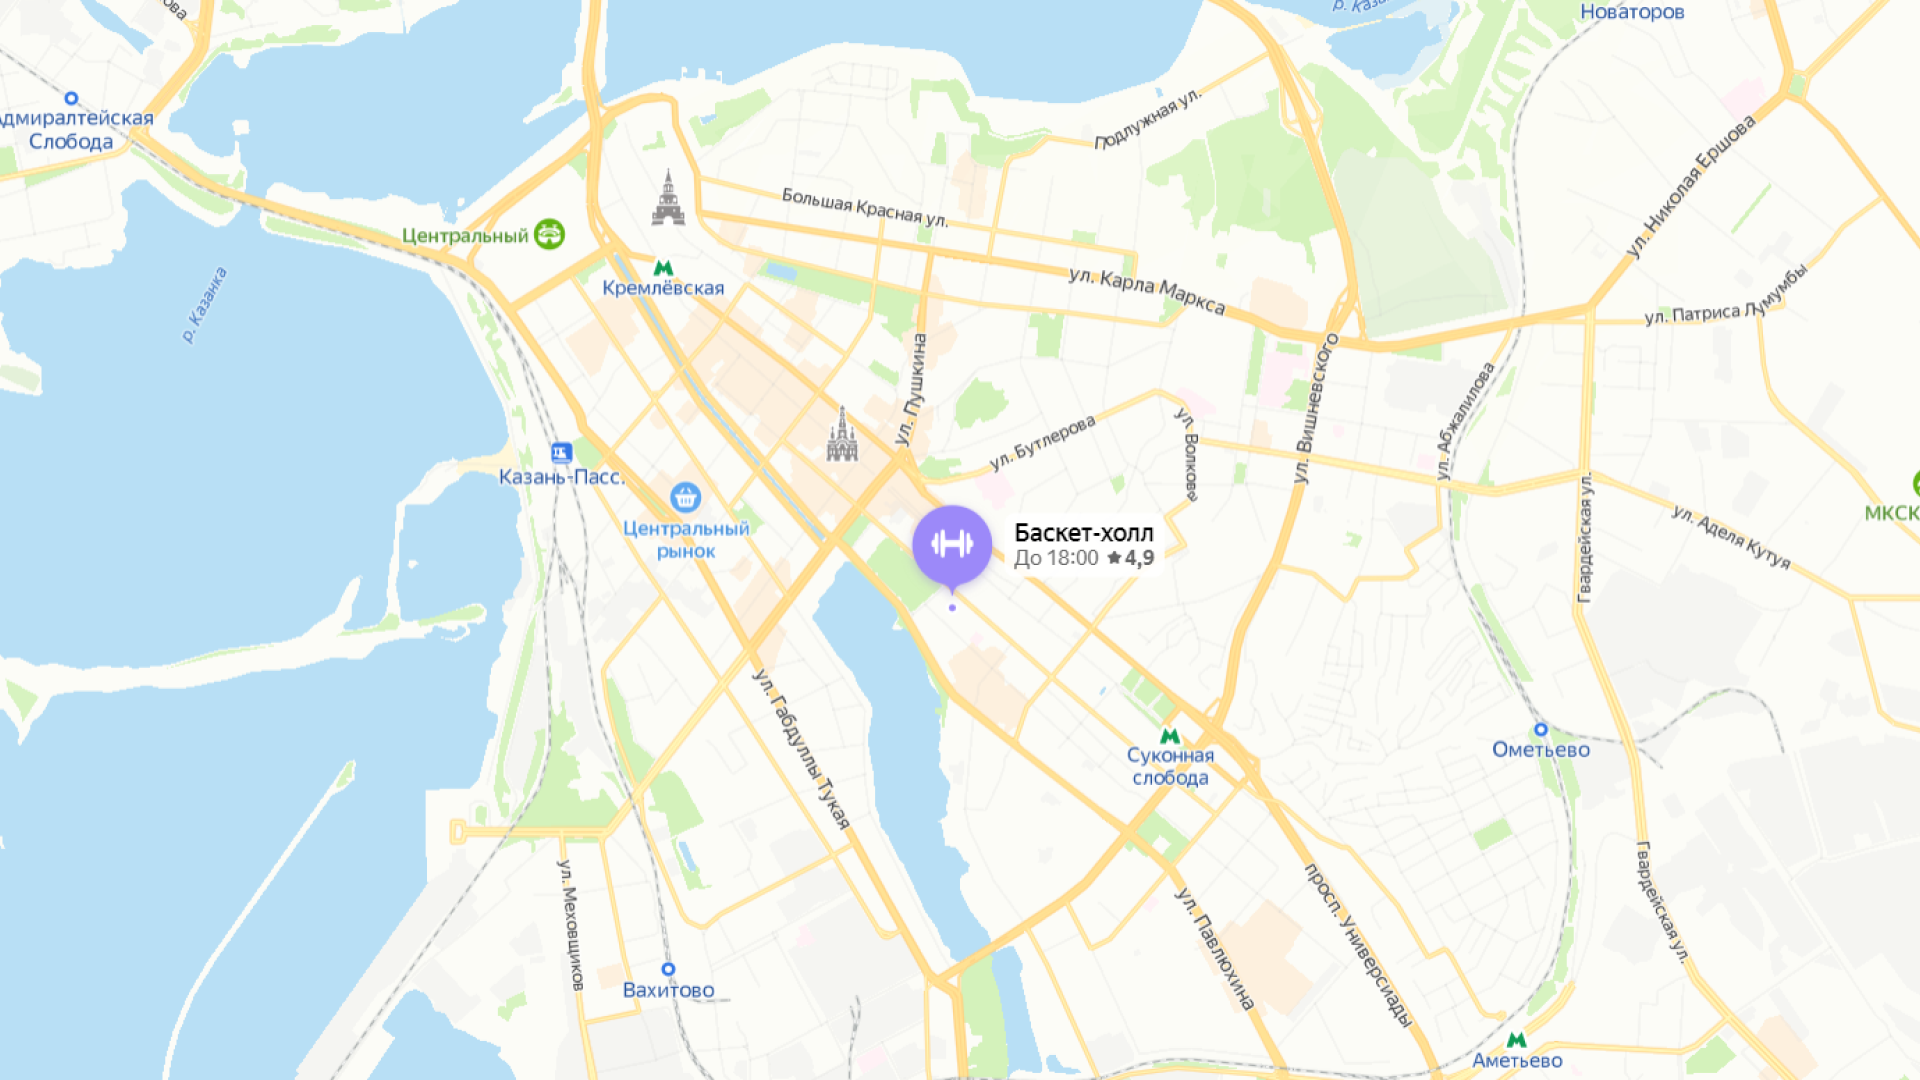 Новаторов
Адмиралтейская
Слобода
Подлужная ул.
ул. Николая Ершова
Большая Красная ул.
Центральный
Кремлёвская
ул. Карла Маркса
р. Казанка
ул. Патриса Лумумбы
ул. Пушкина
ул. Вишневского
ул. Абжалилова
ул. Бутлерова
ул. Волкова
Казань-Пасс.
Центральный
рынок
Баскет-холл
До 18:00 ★ 4,9
Гвардейская ул.
ул. Аделя Кутуя
МКСК
ул. Габдуллы Тукая
Суконная
слобода
Ометьево
ул. Меховщиков
ул. Павлюхина
просп. Универсиады
Гвардейская ул.
Вахитово
Аметьево